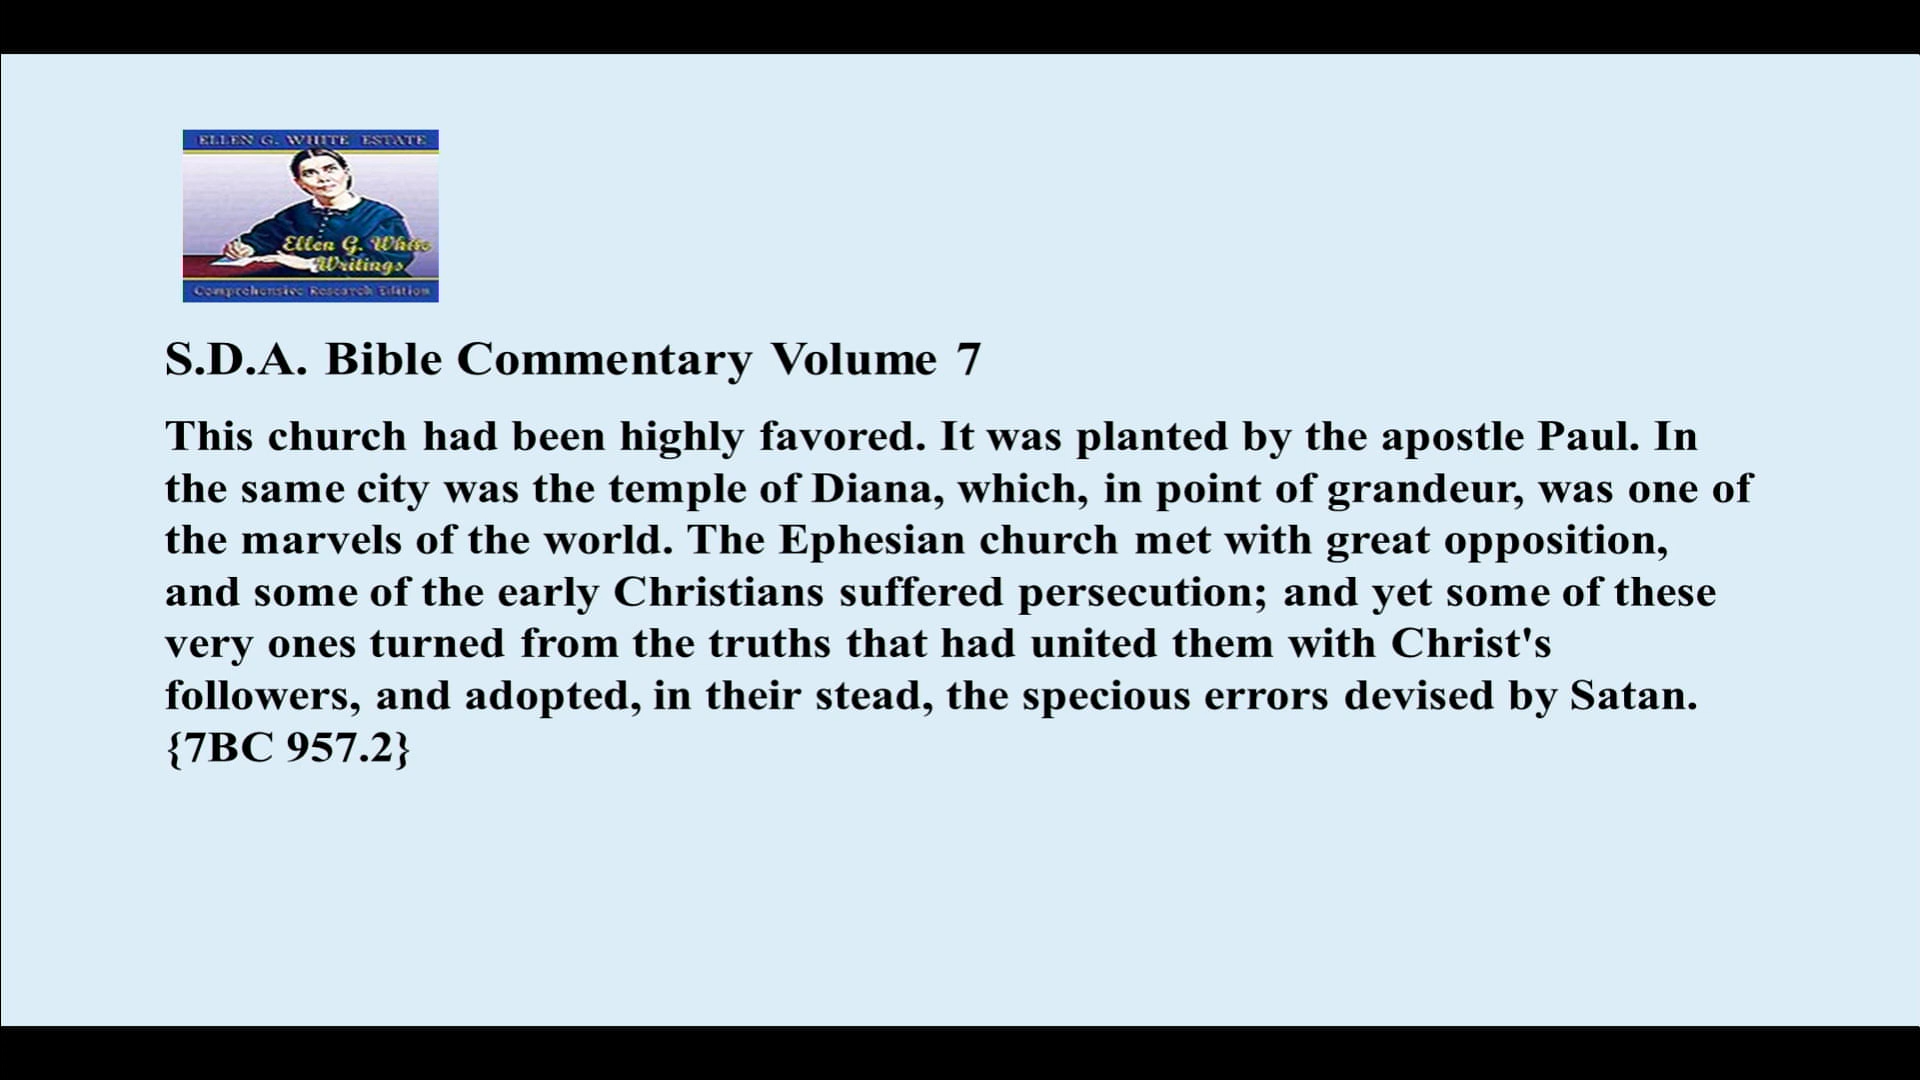 ELLEN G. WHITE ESTATE
Ellen G. White
Writings
Comprehensive Research Edition
S.D.A. Bible Commentary Volume 7
This church had been highly favored. It was planted by the apostle Paul. In
the same city was the temple of Diana, which, in point of grandeur, was one of
the marvels of the world. The Ephesian church met with great opposition,
and some of the early Christians suffered persecution; and yet some of these
very ones turned from the truths that had united them with Christ's
followers, and adopted, in their stead, the specious errors devised by Satan.
{7BC 957.2}